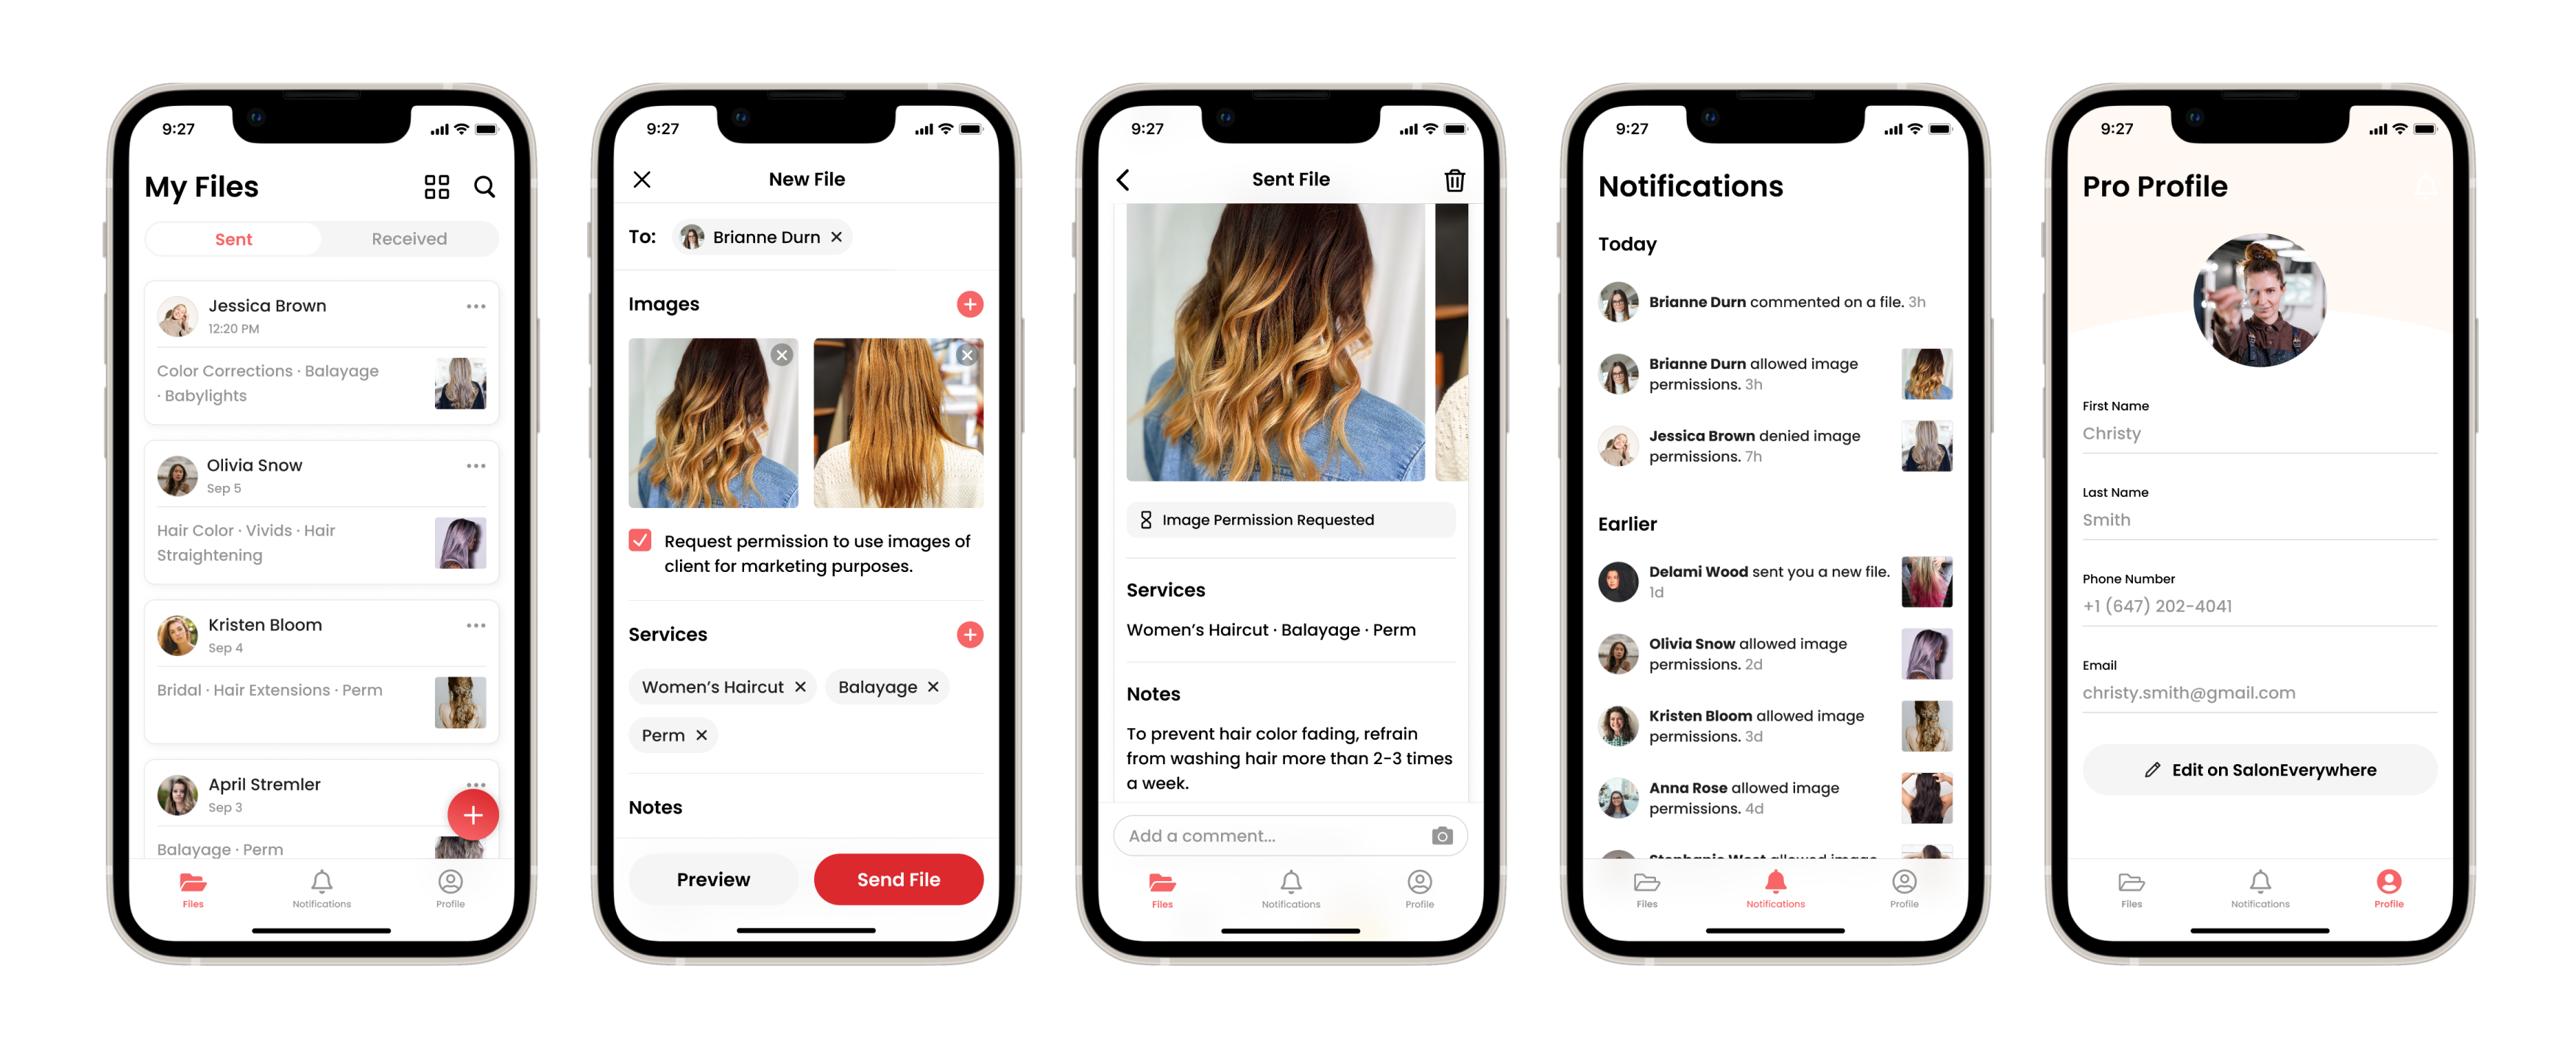 9:27
My Files
Sent
Received
Jessica Brown
12:20 PM
Color Corrections · Balayage
· Babylights
Olivia Snow
Sep 5
Hair Color · Vivids · Hair
Straightening
Kristen Bloom
Sep 4
Bridal · Hair Extensions · Perm
April Stremler
Sep 3
Balayage · Perm
Files
Notifications
Profile
9:27
New File
To:
Brianne Durn
Images
Request permission to use images of
client for marketing purposes.
Services
Women’s Haircut
Balayage
Perm
Notes
Preview
Send File
9:27
Sent File
Image Permission Requested
Services
Women’s Haircut · Balayage · Perm
Notes
To prevent hair color fading, refrain
from washing hair more than 2-3 times
a week.
Add a comment...
Files
Notifications
Profile
9:27
Notifications
Today
Brianne Durn commented on a file. 3h
Brianne Durn allowed image
permissions. 3h
Jessica Brown denied image
permissions. 7h
Earlier
Delami Wood sent you a new file.
1d
Olivia Snow allowed image
permissions. 2d
Kristen Bloom allowed image
permissions. 3d
Anna Rose allowed image
permissions. 4d
Stephanie West allowed image
Files
Notifications
Profile
9:27
Pro Profile
First Name
Christy
Last Name
Smith
Phone Number
+1 (647) 202-4041
Email
christy.smith@gmail.com
Edit on SalonEverywhere
Files
Notifications
Profile